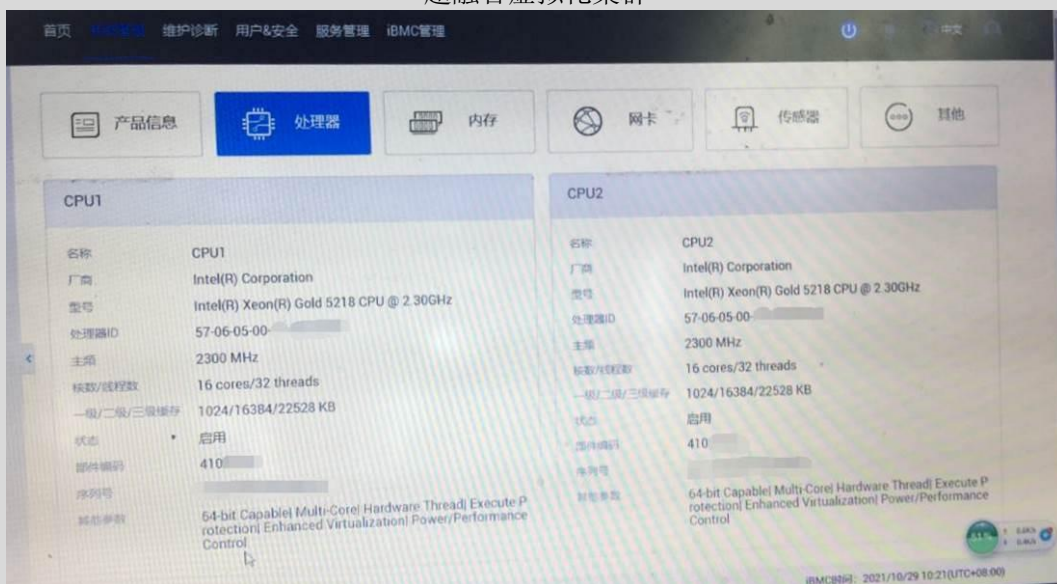 首页 系统管理 维护诊断 用户&安全 服务管理 iBMC管理 中文
产品信息 处理器 内存 网卡 传感器 其他
CPU1
名称 CPU1
厂商 Intel(R) Corporation
型号 Intel(R) Xeon(R) Gold 5218 CPU @ 2.30GHz
处理器ID 57-06-05-00-
主频 2300 MHz
核数/线程数 16 cores/32 threads
一级/二级/三级缓存 1024/16384/22528 KB
状态 启用
部件编码 410
序列号
其他参数 64-bit Capable| Multi-Core| Hardware Thread| Execute P
rotection| Enhanced Virtualization| Power/Performance
Control
CPU2
名称 CPU2
厂商 Intel(R) Corporation
型号 Intel(R) Xeon(R) Gold 5218 CPU @ 2.30GHz
处理器ID 57-06-05-00-
主频 2300 MHz
核数/线程数 16 cores/32 threads
一级/二级/三级缓存 1024/16384/22528 KB
状态 启用
部件编码 410
序列号
其他参数 64-bit Capable| Multi-Core| Hardware Thread| Execute P
rotection| Enhanced Virtualization| Power/Performance
Control
iBMC时间: 2021/10/29 10:21(UTC+08:00)